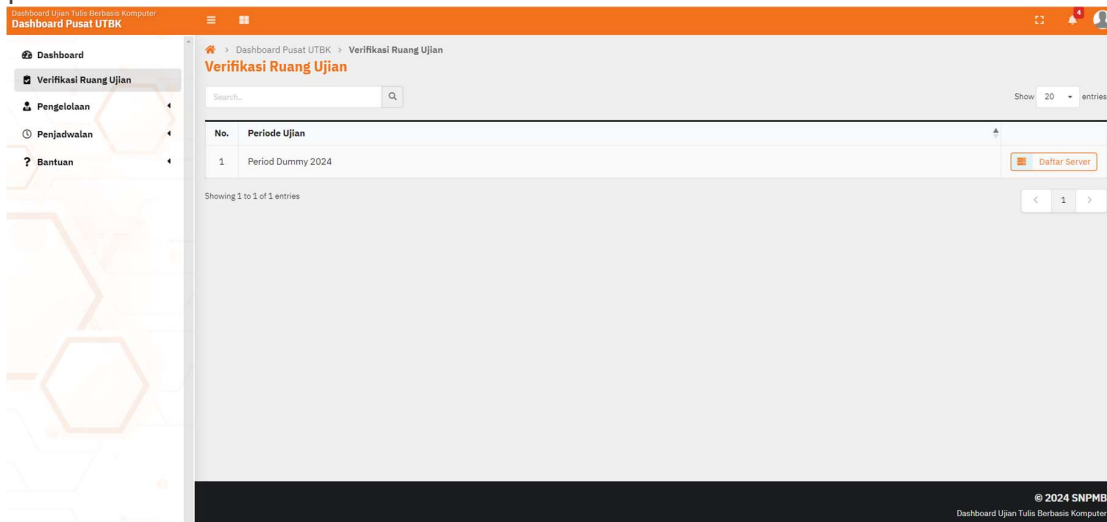 Dashboard Ujian Tulis Berbasis Komputer
Dashboard Pusat UTBK
4
Dashboard
Verifikasi Ruang Ujian
Pengelolaan
Penjadwalan
? Bantuan
> Dashboard Pusat UTBK > Verifikasi Ruang Ujian
Verifikasi Ruang Ujian
Search...
Show 20 entries
No. Periode Ujian
1 Period Dummy 2024 Daftar Server
Showing 1 to 1 of 1 entries
< 1 >
© 2024 SNPMB
Dashboard Ujian Tulis Berbasis Komputer